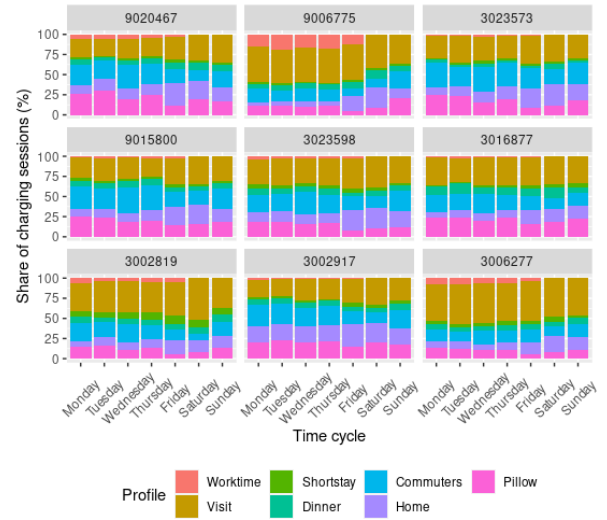 9020467 9006775 3023573
100
75
50
25
0
9015800 3023598 3016877
100
75
50
25
0
3002819 3002917 3006277
100
75
50
25
0
Share of charging sessions (%)
Monday Tuesday Wednesday Thursday Friday Saturday Sunday Monday Tuesday Wednesday Thursday Friday Saturday Sunday Monday Tuesday Wednesday Thursday Friday Saturday Sunday
Time cycle
Profile
Worktime Shortstay Commuters Pillow
Visit Dinner Home